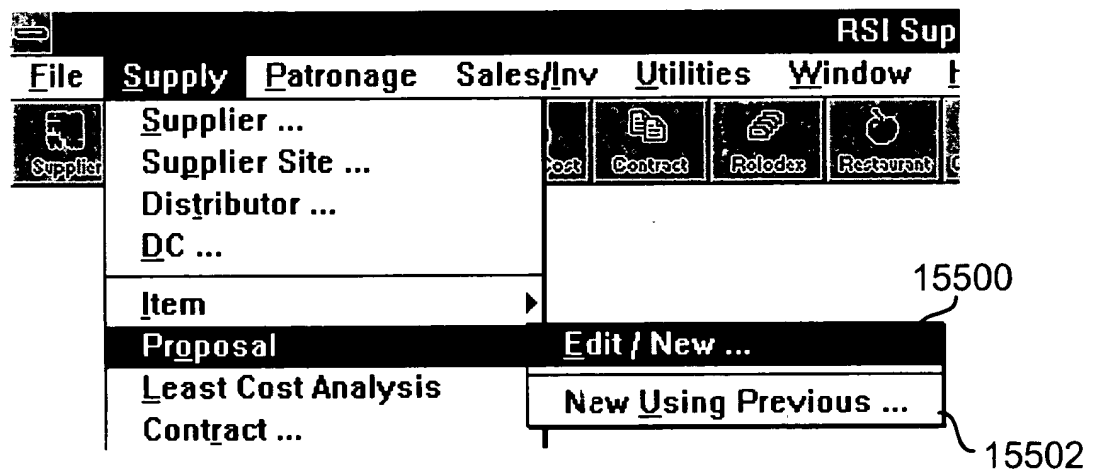 RSI Sup
File Supply Patronage Sales/Inv Utilities Window H
Supplier Cost Contract Rolodex Restaurant
Supplier ...
Supplier Site ...
Distributor ...
DC ...
Item
Proposal
Least Cost Analysis
Contract ...
15500
Edit / New ...
New Using Previous ...
15502